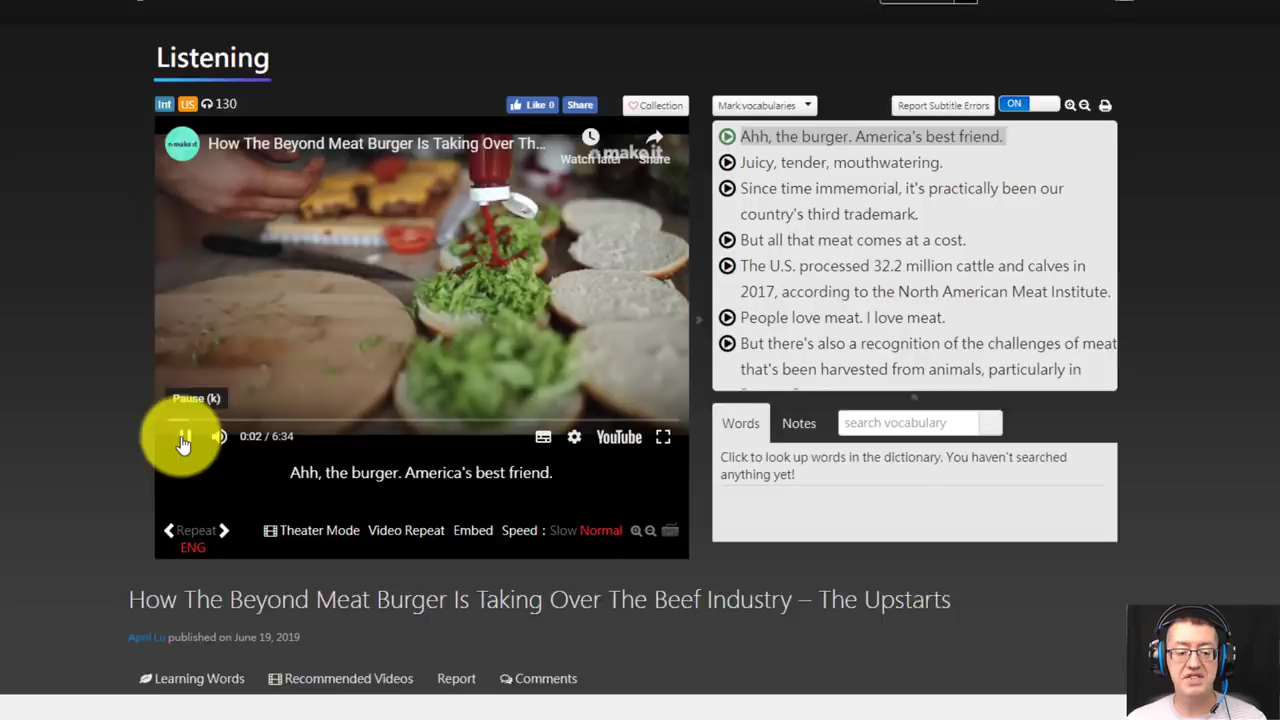 Listening
Int US 130
Like 0 Share Collection
Mark vocabularies Report Subtitle Errors ON
make it How The Beyond Meat Burger Is Taking Over Th...
Watch later Share
make it
Pause (k)
0:02 / 6:34 YouTube
Ahh, the burger. America's best friend.
Repeat Theater Mode Video Repeat Embed Speed : Slow Normal
ENG
Ahh, the burger. America's best friend.
Juicy, tender, mouthwatering.
Since time immemorial, it's practically been our
country's third trademark.
But all that meat comes at a cost.
The U.S. processed 32.2 million cattle and calves in
2017, according to the North American Meat Institute.
People love meat. I love meat.
But there's also a recognition of the challenges of meat
that's been harvested from animals, particularly in
Words Notes search vocabulary
Click to look up words in the dictionary. You haven't searched
anything yet!
How The Beyond Meat Burger Is Taking Over The Beef Industry – The Upstarts
April Lu published on June 19, 2019
Learning Words Recommended Videos Report Comments